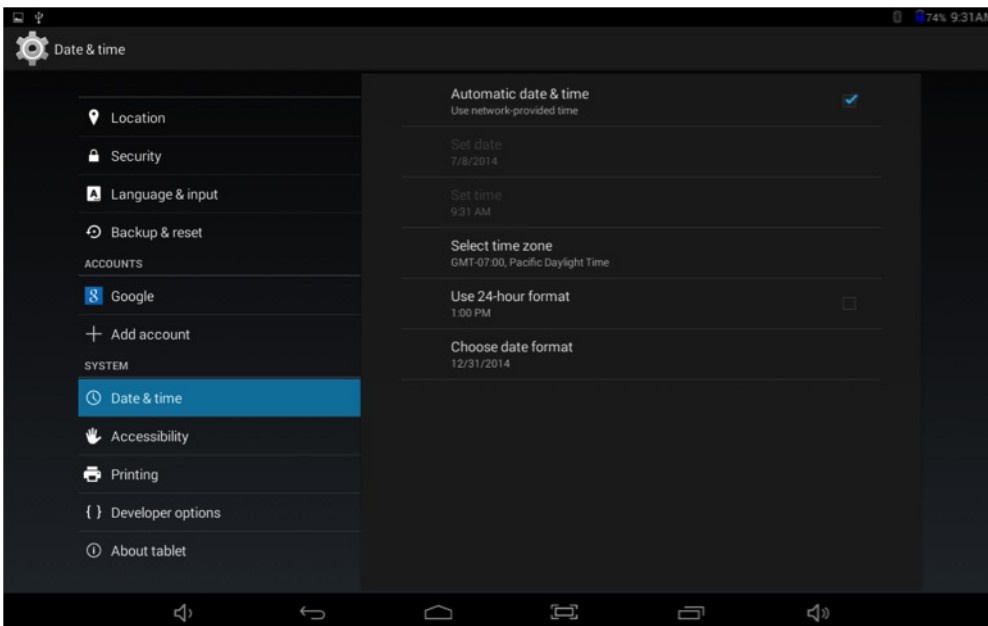 74% 9:31AM
Date & time
Location
Security
Language & input
Backup & reset
ACCOUNTS
Google
Add account
SYSTEM
Date & time
Accessibility
Printing
Developer options
About tablet
Automatic date & time
Use network-provided time
Set date
7/8/2014
Set time
9:31 AM
Select time zone
GMT-07:00, Pacific Daylight Time
Use 24-hour format
1:00 PM
Choose date format
12/31/2014